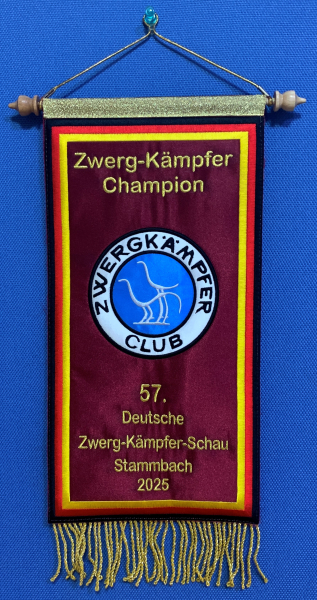 Zwerg-Kämpfer
Champion
ZWERGKÄMPFER
CLUB
57.
Deutsche
Zwerg-Kämpfer-Schau
Stammbach
2025